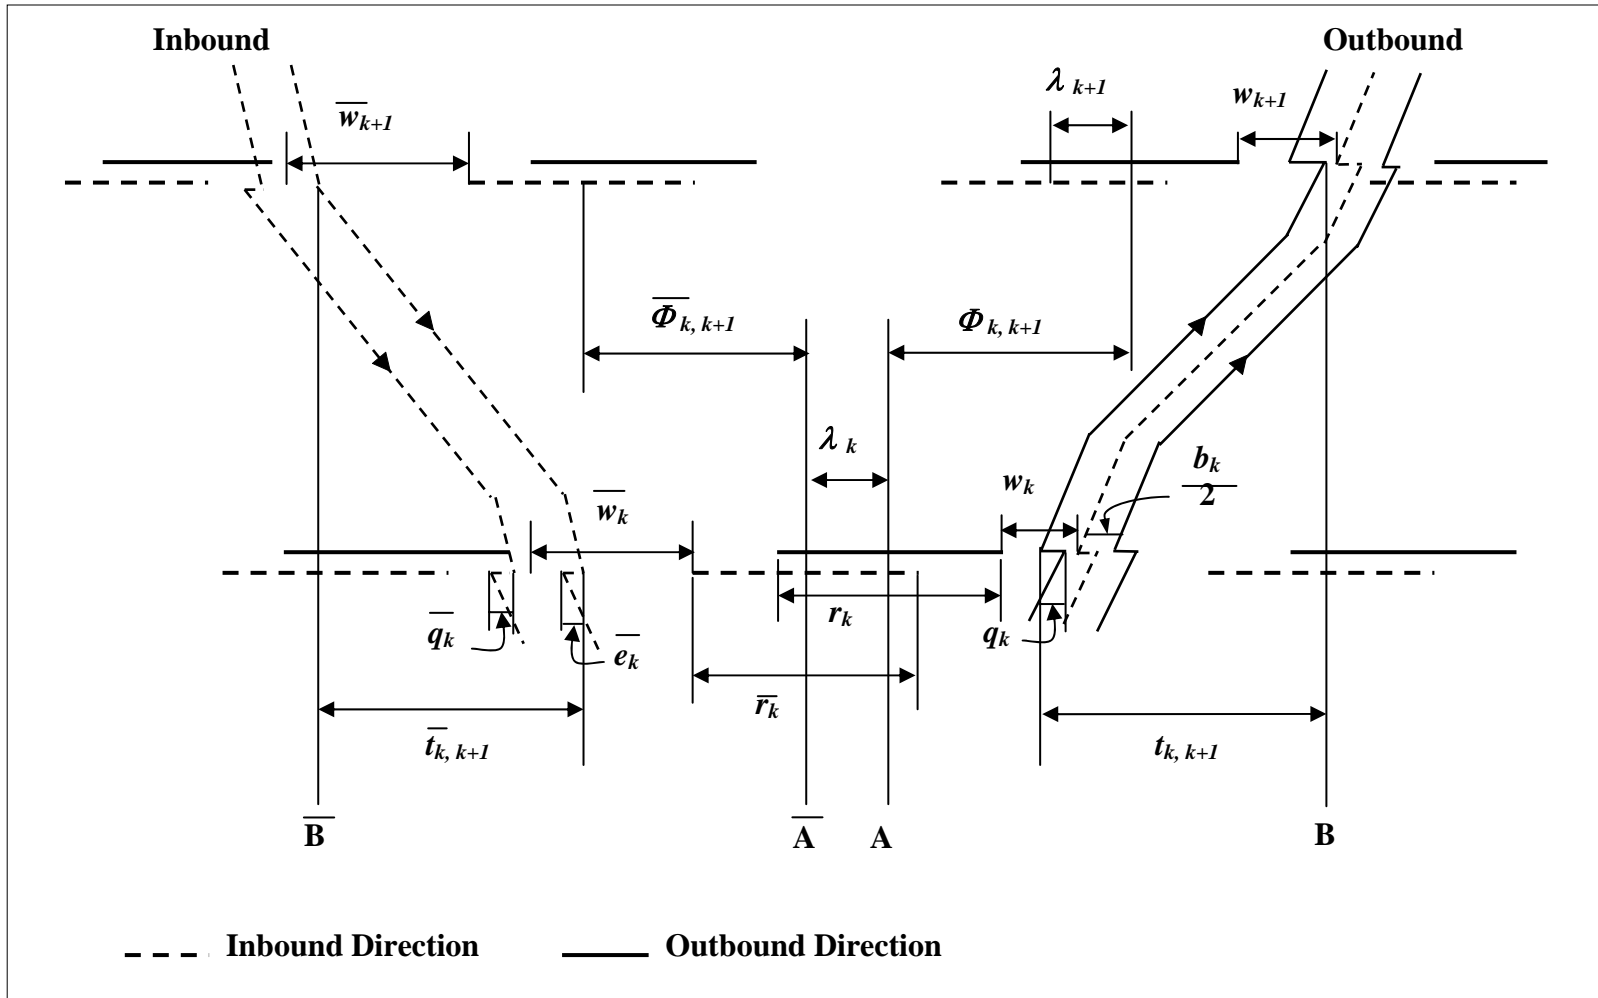 Inbound
Outbound
λ k+1
w̅k+1
wk+1
Φ̅k, k+1
Φk, k+1
λ k
bk
2
wk
w̅k
rk
q̅k
qk
e̅k
r̅k
t̅k, k+1
tk, k+1
B̅
A̅
A
B
Inbound Direction
Outbound Direction